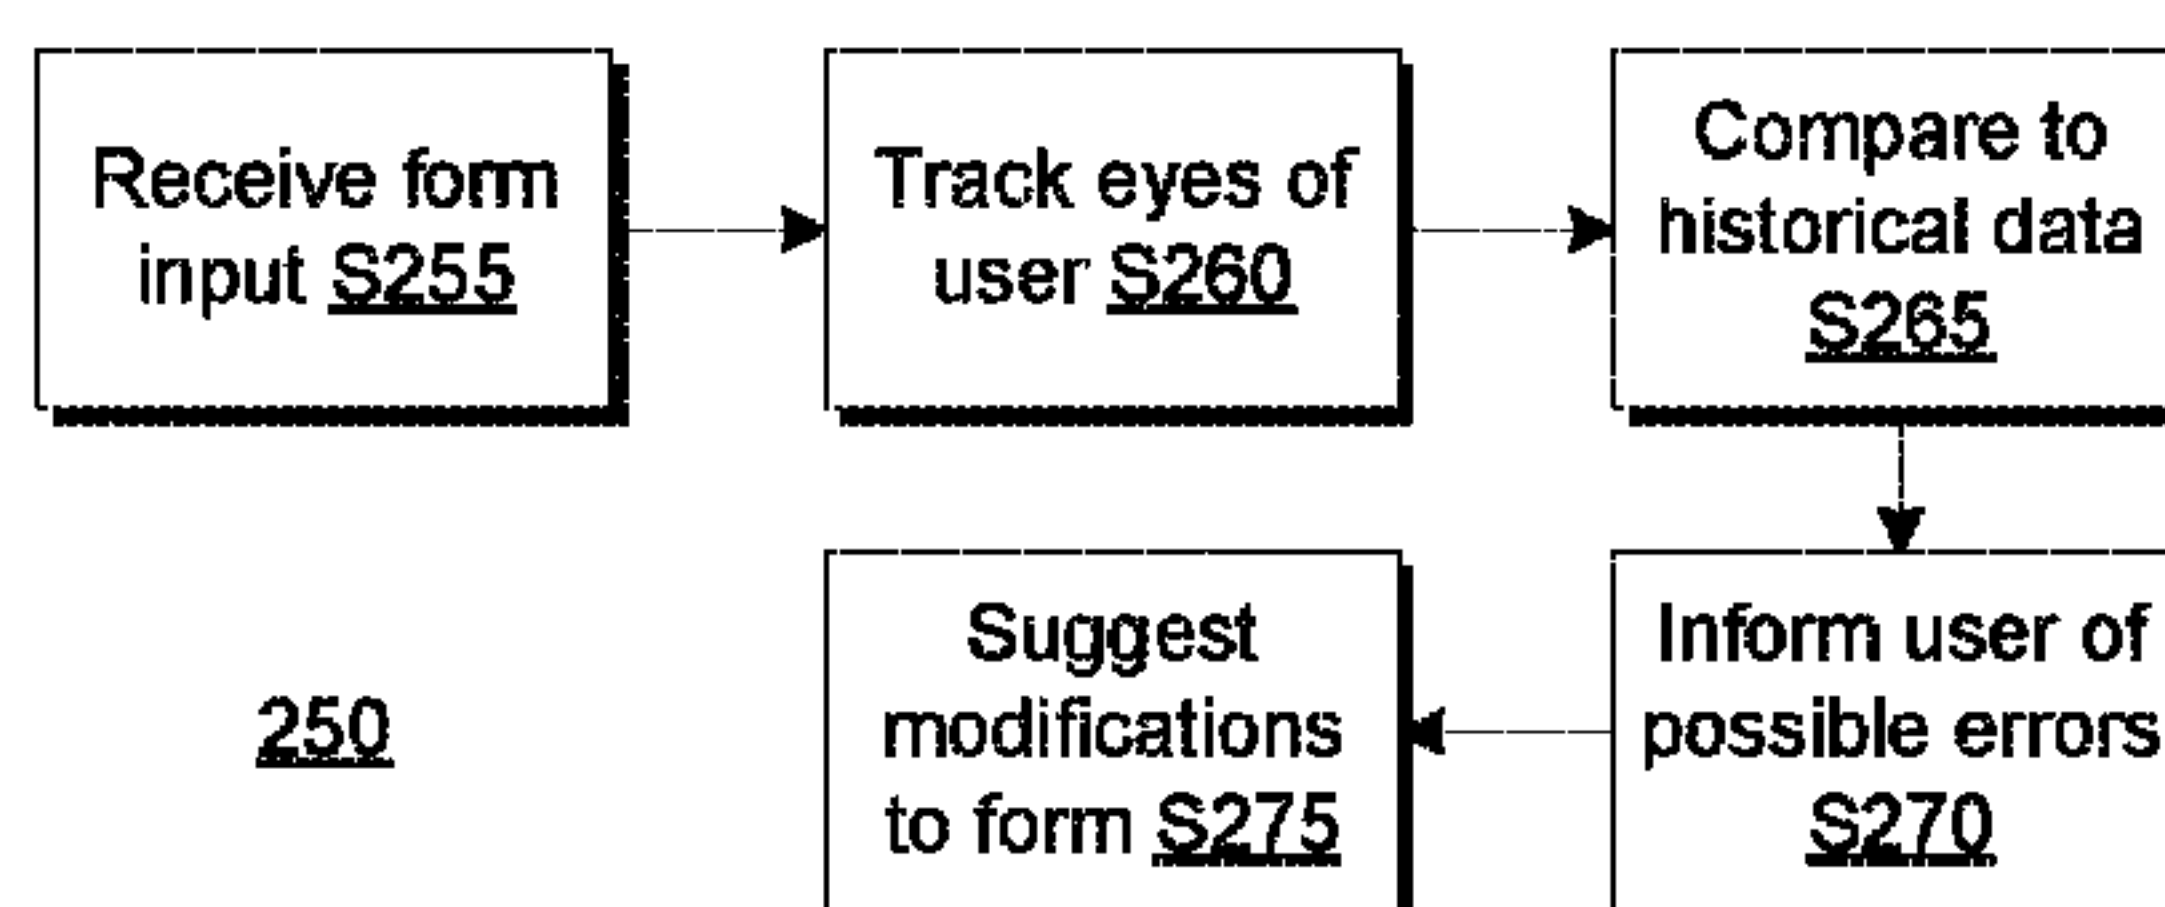 Receive form
input S255
Track eyes of
user S260
Compare to
historical data
S265
Inform user of
possible errors
S270
Suggest
modifications
to form S275
250